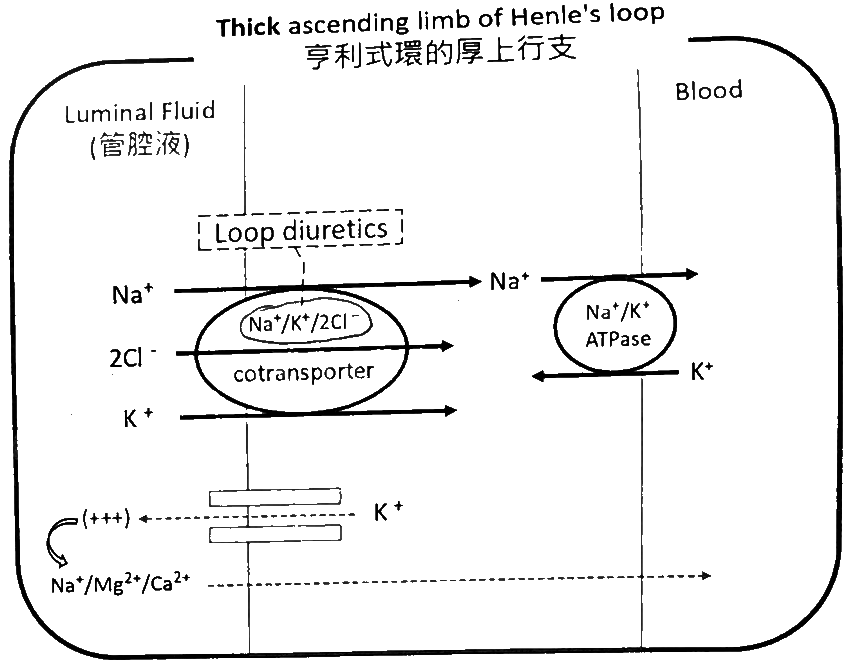 Thick ascending limb of Henle's loop
亨利式環的厚上行支
Luminal Fluid
(管腔液)
Blood
Loop diuretics
Na⁺
Na⁺/K⁺/2Cl⁻
Na⁺
Na⁺/K⁺
ATPase
2Cl⁻
cotransporter
K⁺
K⁺
K⁺
(+++)
Na⁺/Mg²⁺/Ca²⁺